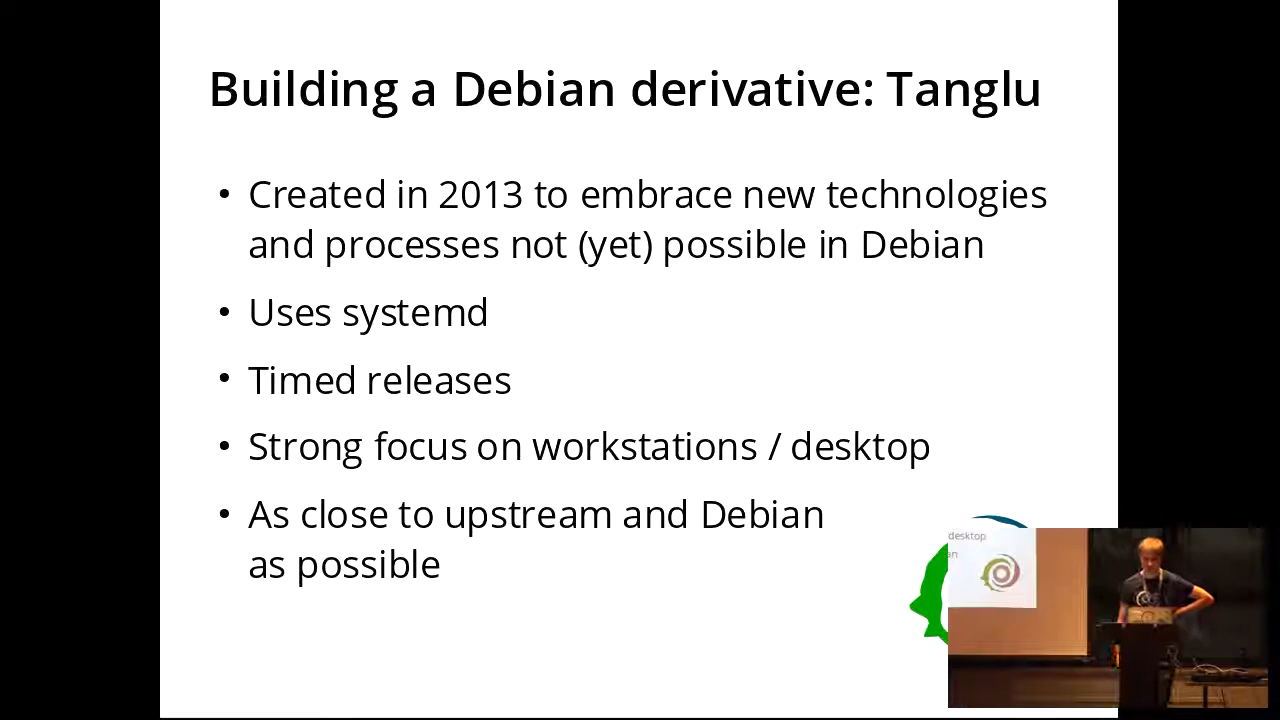 Building a Debian derivative: Tanglu
• Created in 2013 to embrace new technologies
and processes not (yet) possible in Debian
• Uses systemd
• Timed releases
• Strong focus on workstations / desktop
• As close to upstream and Debian
as possible
desktop
an